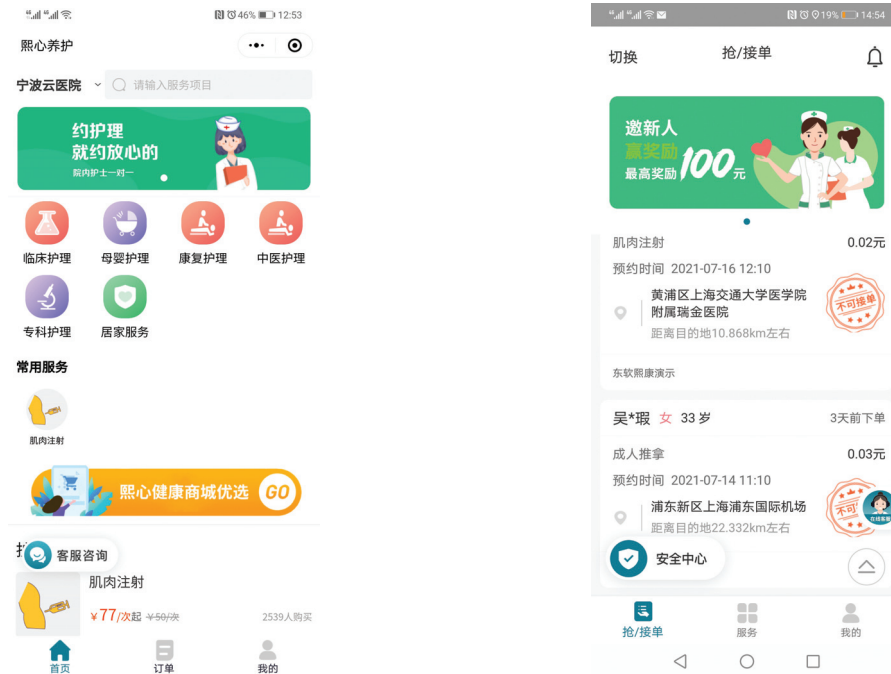 46% 12:53
熙心养护
宁波云医院
请输入服务项目
约护理
就约放心的
院内护士一对一
临床护理 母婴护理 康复护理 中医护理
专科护理 居家服务
常用服务
肌肉注射
熙心健康商城优选 GO
客服咨询
肌肉注射
¥77/次起 ¥50/次 2539人购买
首页 订单 我的
19% 14:54
切换 抢/接单
邀新人
赢奖励
最高奖励100元
肌肉注射 0.02元
预约时间 2021-07-16 12:10
黄浦区上海交通大学医学院
附属瑞金医院
不可接单
距离目的地10.868km左右
东软熙康演示
吴*瑕 女 33岁 3天前下单
成人推拿 0.03元
预约时间 2021-07-14 11:10
浦东新区上海浦东国际机场
不可
在线客服
距离目的地22.332km左右
安全中心
抢/接单 服务 我的